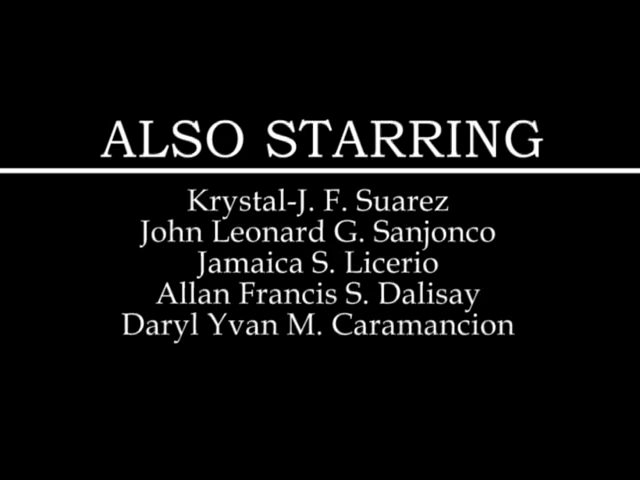 ALSO STARRING
Krystal-J. F. Suarez
John Leonard G. Sanjonco
Jamaica S. Licerio
Allan Francis S. Dalisay
Daryl Yvan M. Caramancion